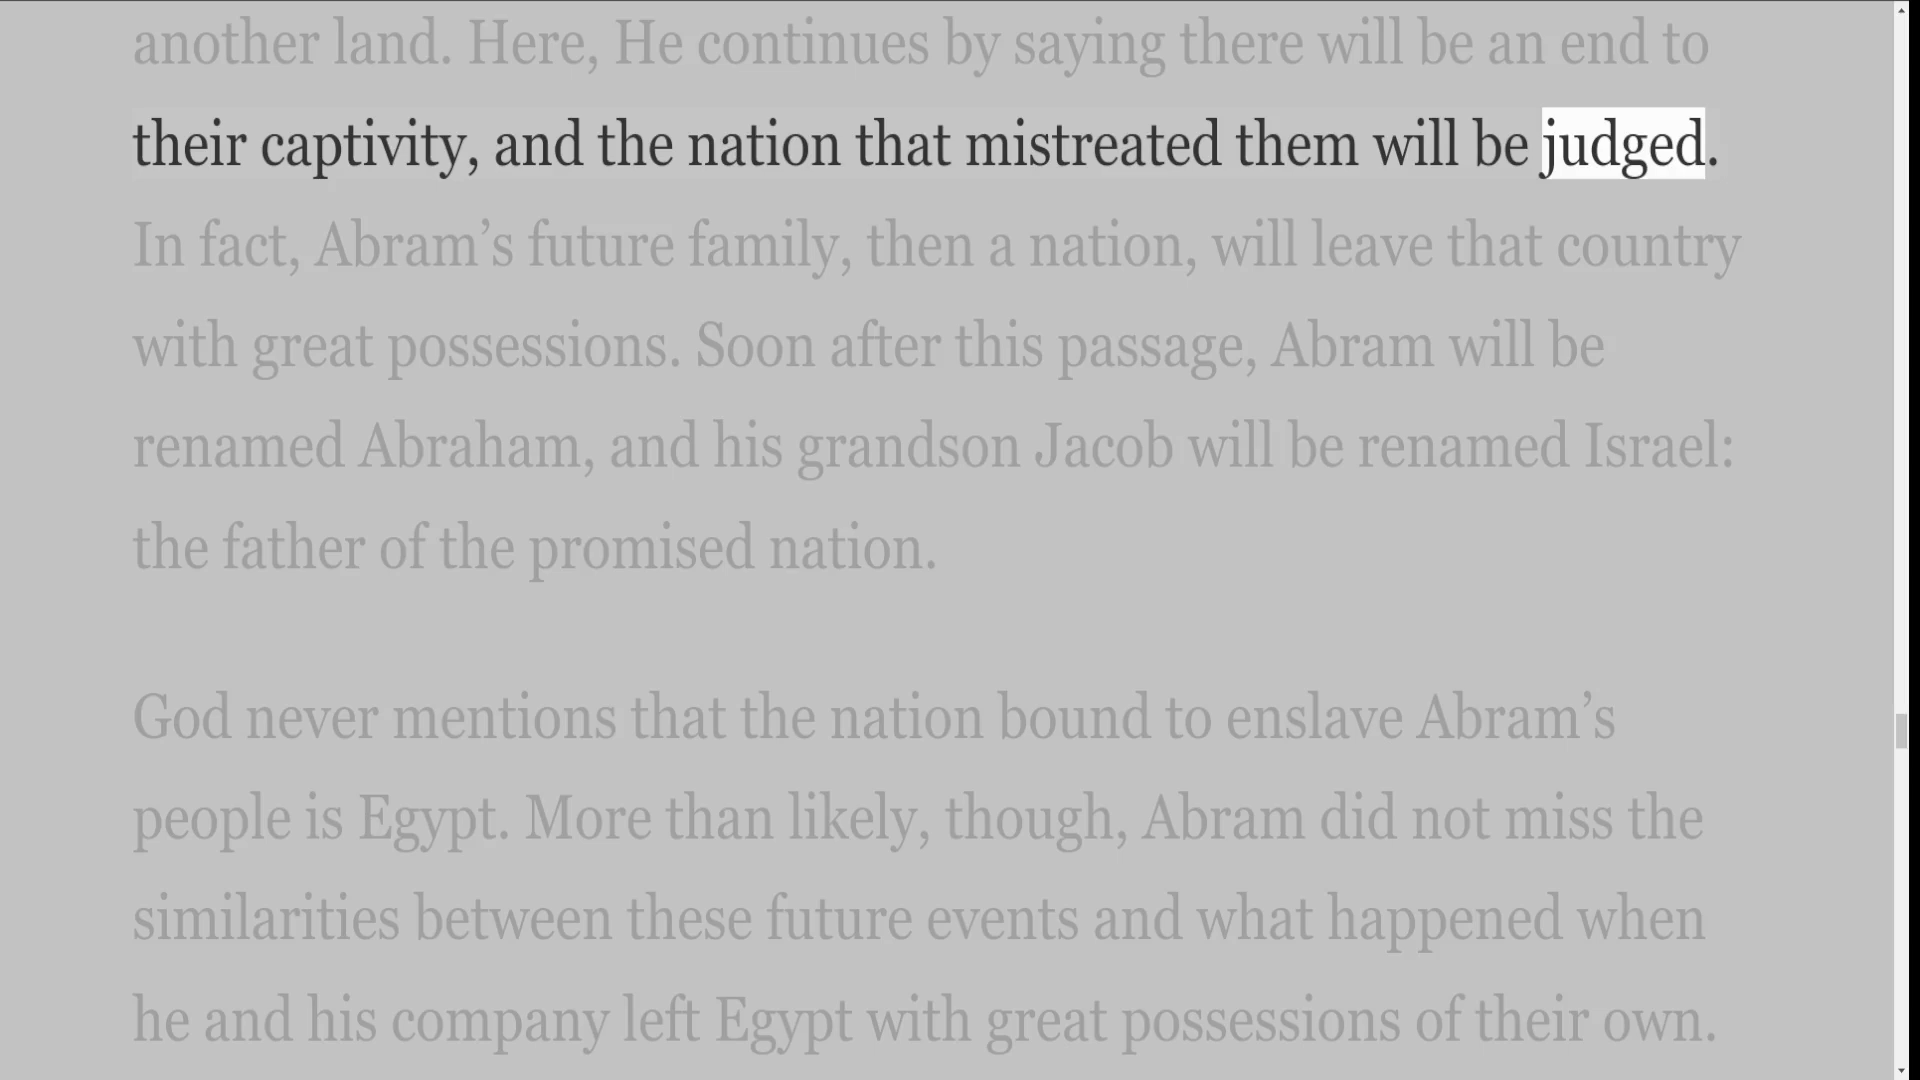 another land. Here, He continues by saying there will be an end to
their captivity, and the nation that mistreated them will be judged.
In fact, Abram’s future family, then a nation, will leave that country
with great possessions. Soon after this passage, Abram will be
renamed Abraham, and his grandson Jacob will be renamed Israel:
the father of the promised nation.
God never mentions that the nation bound to enslave Abram’s
people is Egypt. More than likely, though, Abram did not miss the
similarities between these future events and what happened when
he and his company left Egypt with great possessions of their own.